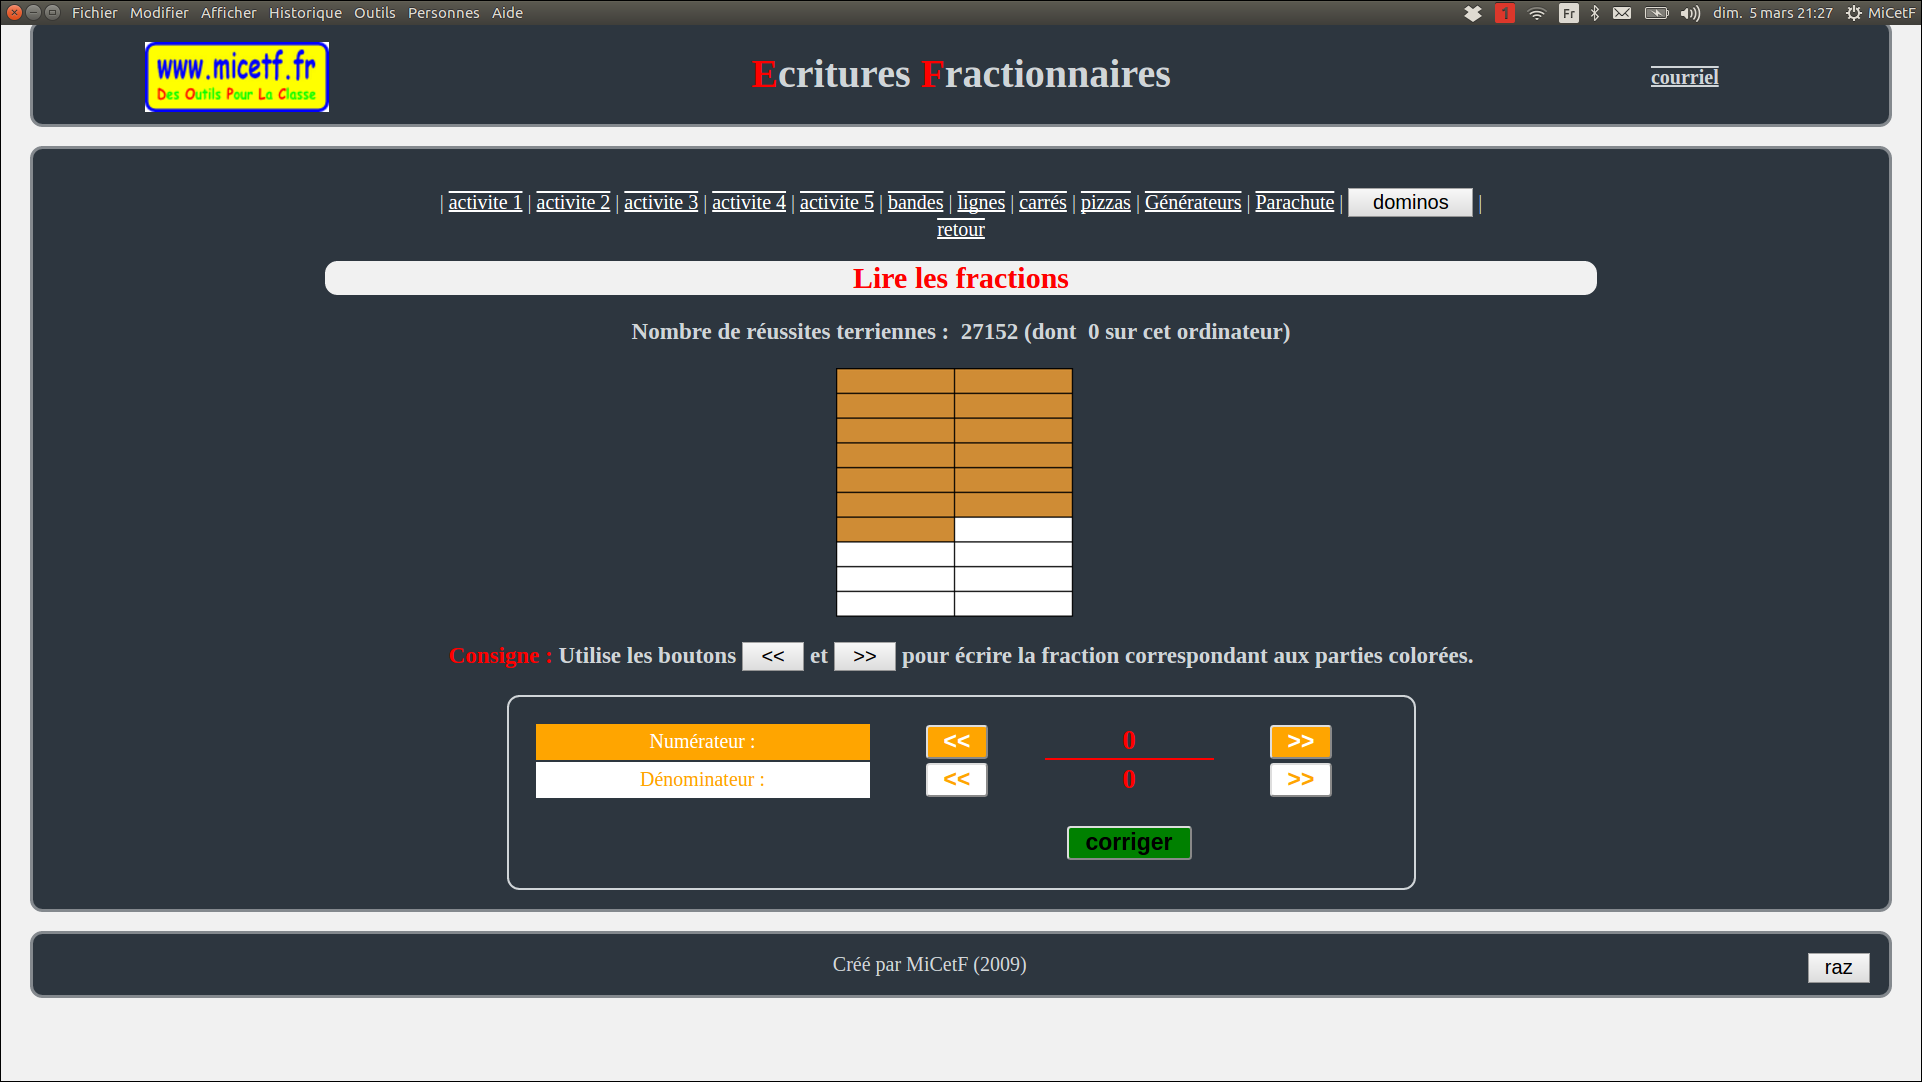 Fichier Modifier Afficher Historique Outils Personnes Aide 1 Fr dim. 5 mars 21:27 MiCetF
www.micetf.fr
Des Outils Pour La Classe
Ecritures Fractionnaires
courriel
| activite 1 | activite 2 | activite 3 | activite 4 | activite 5 | bandes | lignes | carrés | pizzas | Générateurs | Parachute | dominos |
retour
Lire les fractions
Nombre de réussites terriennes : 27152 (dont 0 sur cet ordinateur)
Consigne : Utilise les boutons << et >> pour écrire la fraction correspondant aux parties colorées.
Numérateur : << 0 >>
Dénominateur : << 0 >>
corriger
Créé par MiCetF (2009)
raz